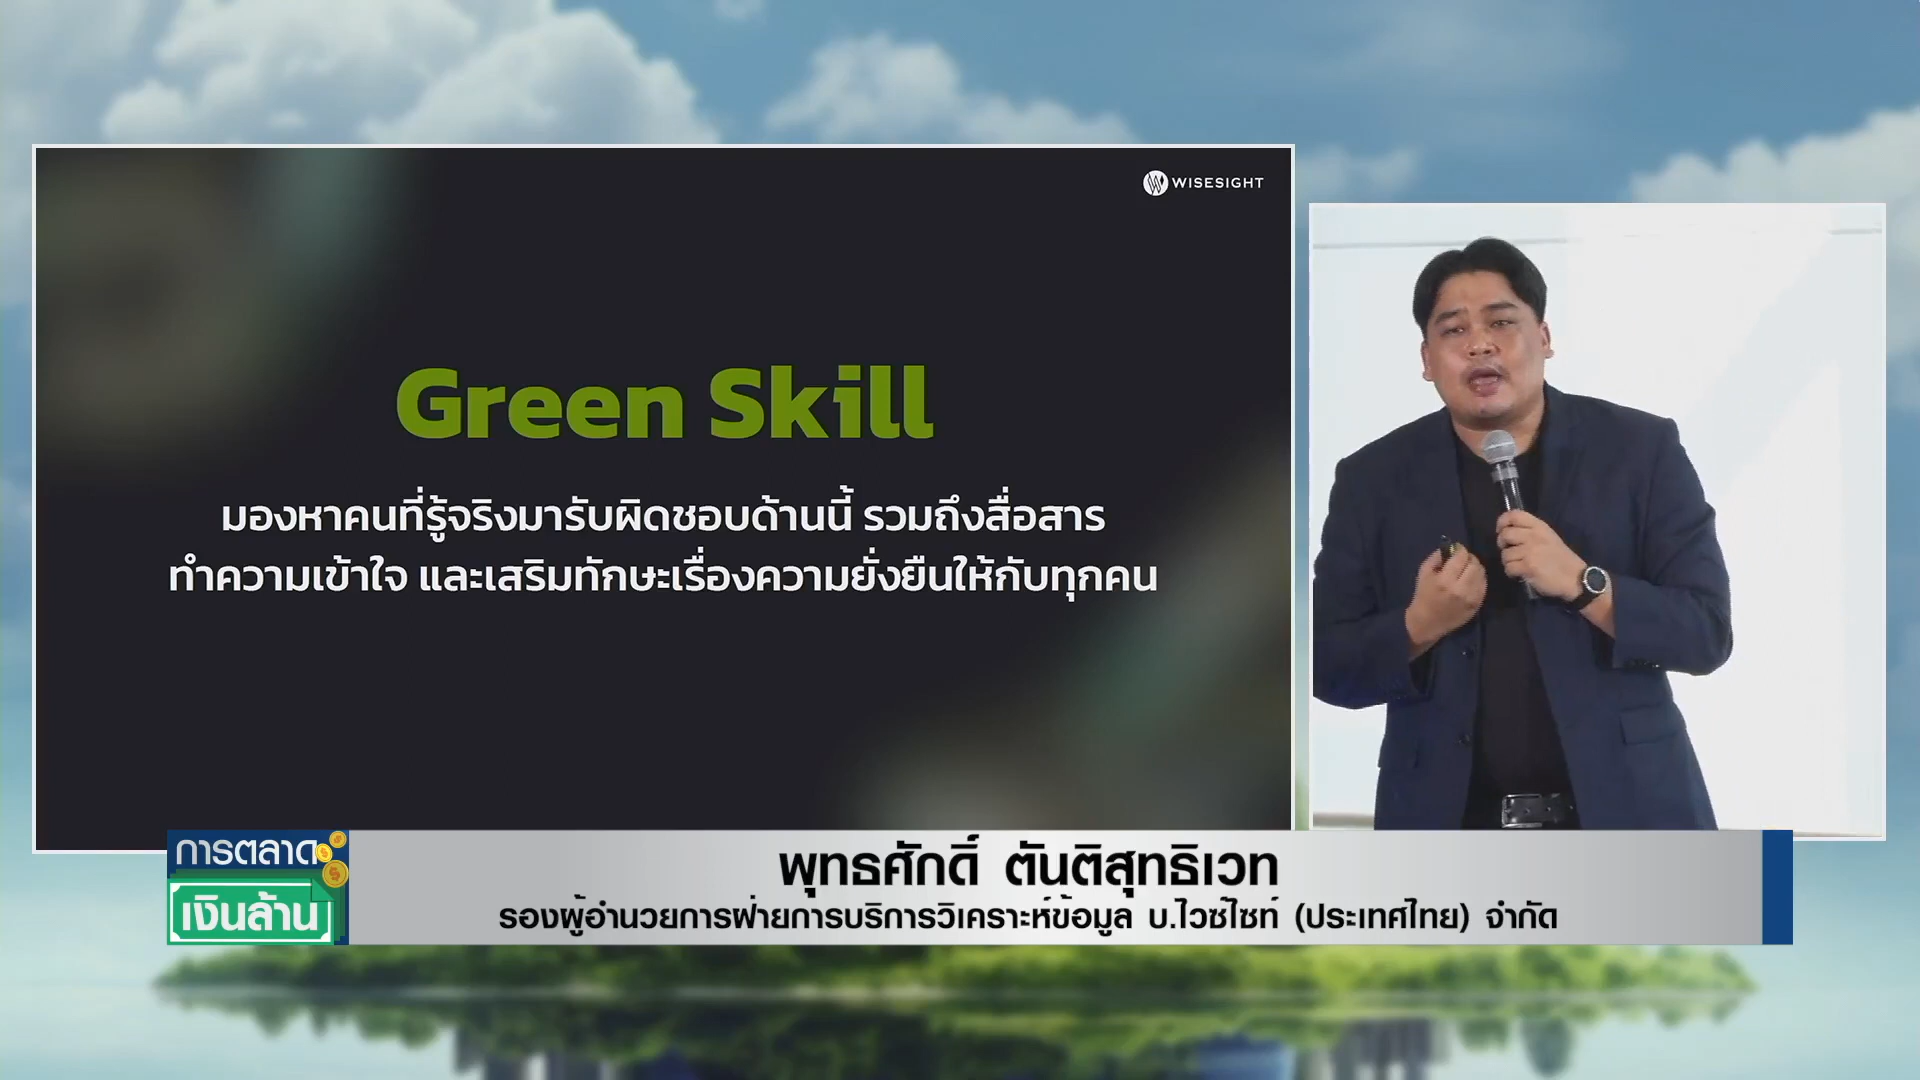 WISESIGHT
Green Skill
มองหาคนที่รู้จริงมารับผิดชอบด้านนี้ รวมถึงสื่อสาร
ทำความเข้าใจ และเสริมทักษะเรื่องความยั่งยืนให้กับทุกคน
การตลาด
เงินล้าน
พุทธศักดิ์ ตันติสุทธิเวท
รองผู้อำนวยการฝ่ายการบริการวิเคราะห์ข้อมูล บ.ไวซ์ไซท์ (ประเทศไทย) จำกัด